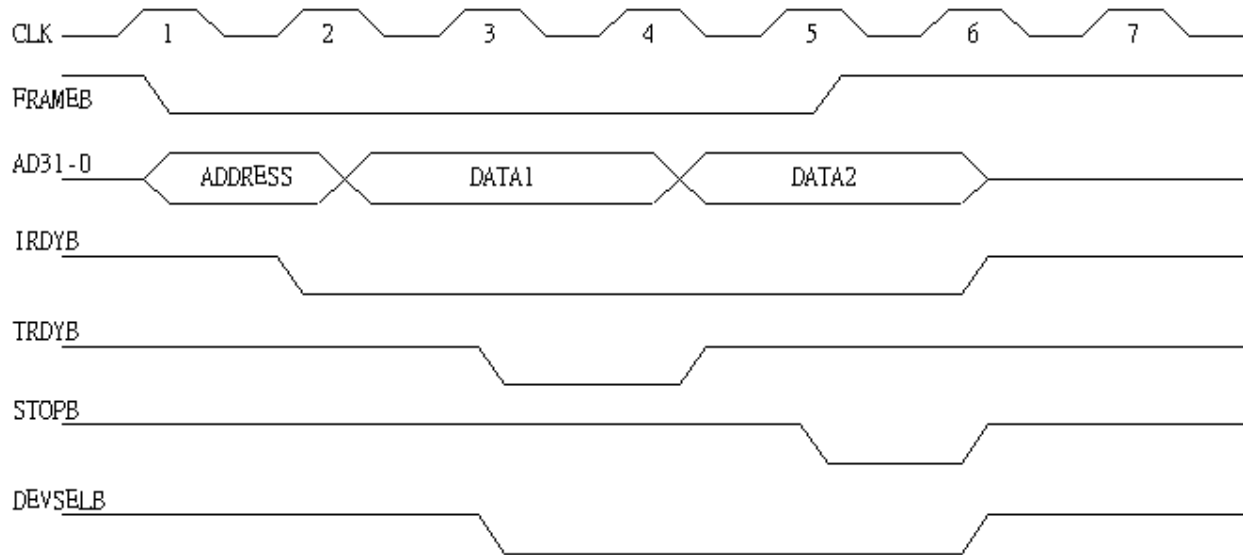 CLK 1 2 3 4 5 6 7
FRAMEB
AD31-0 ADDRESS DATA1 DATA2
IRDYB
TRDYB
STOPB
DEVSELB